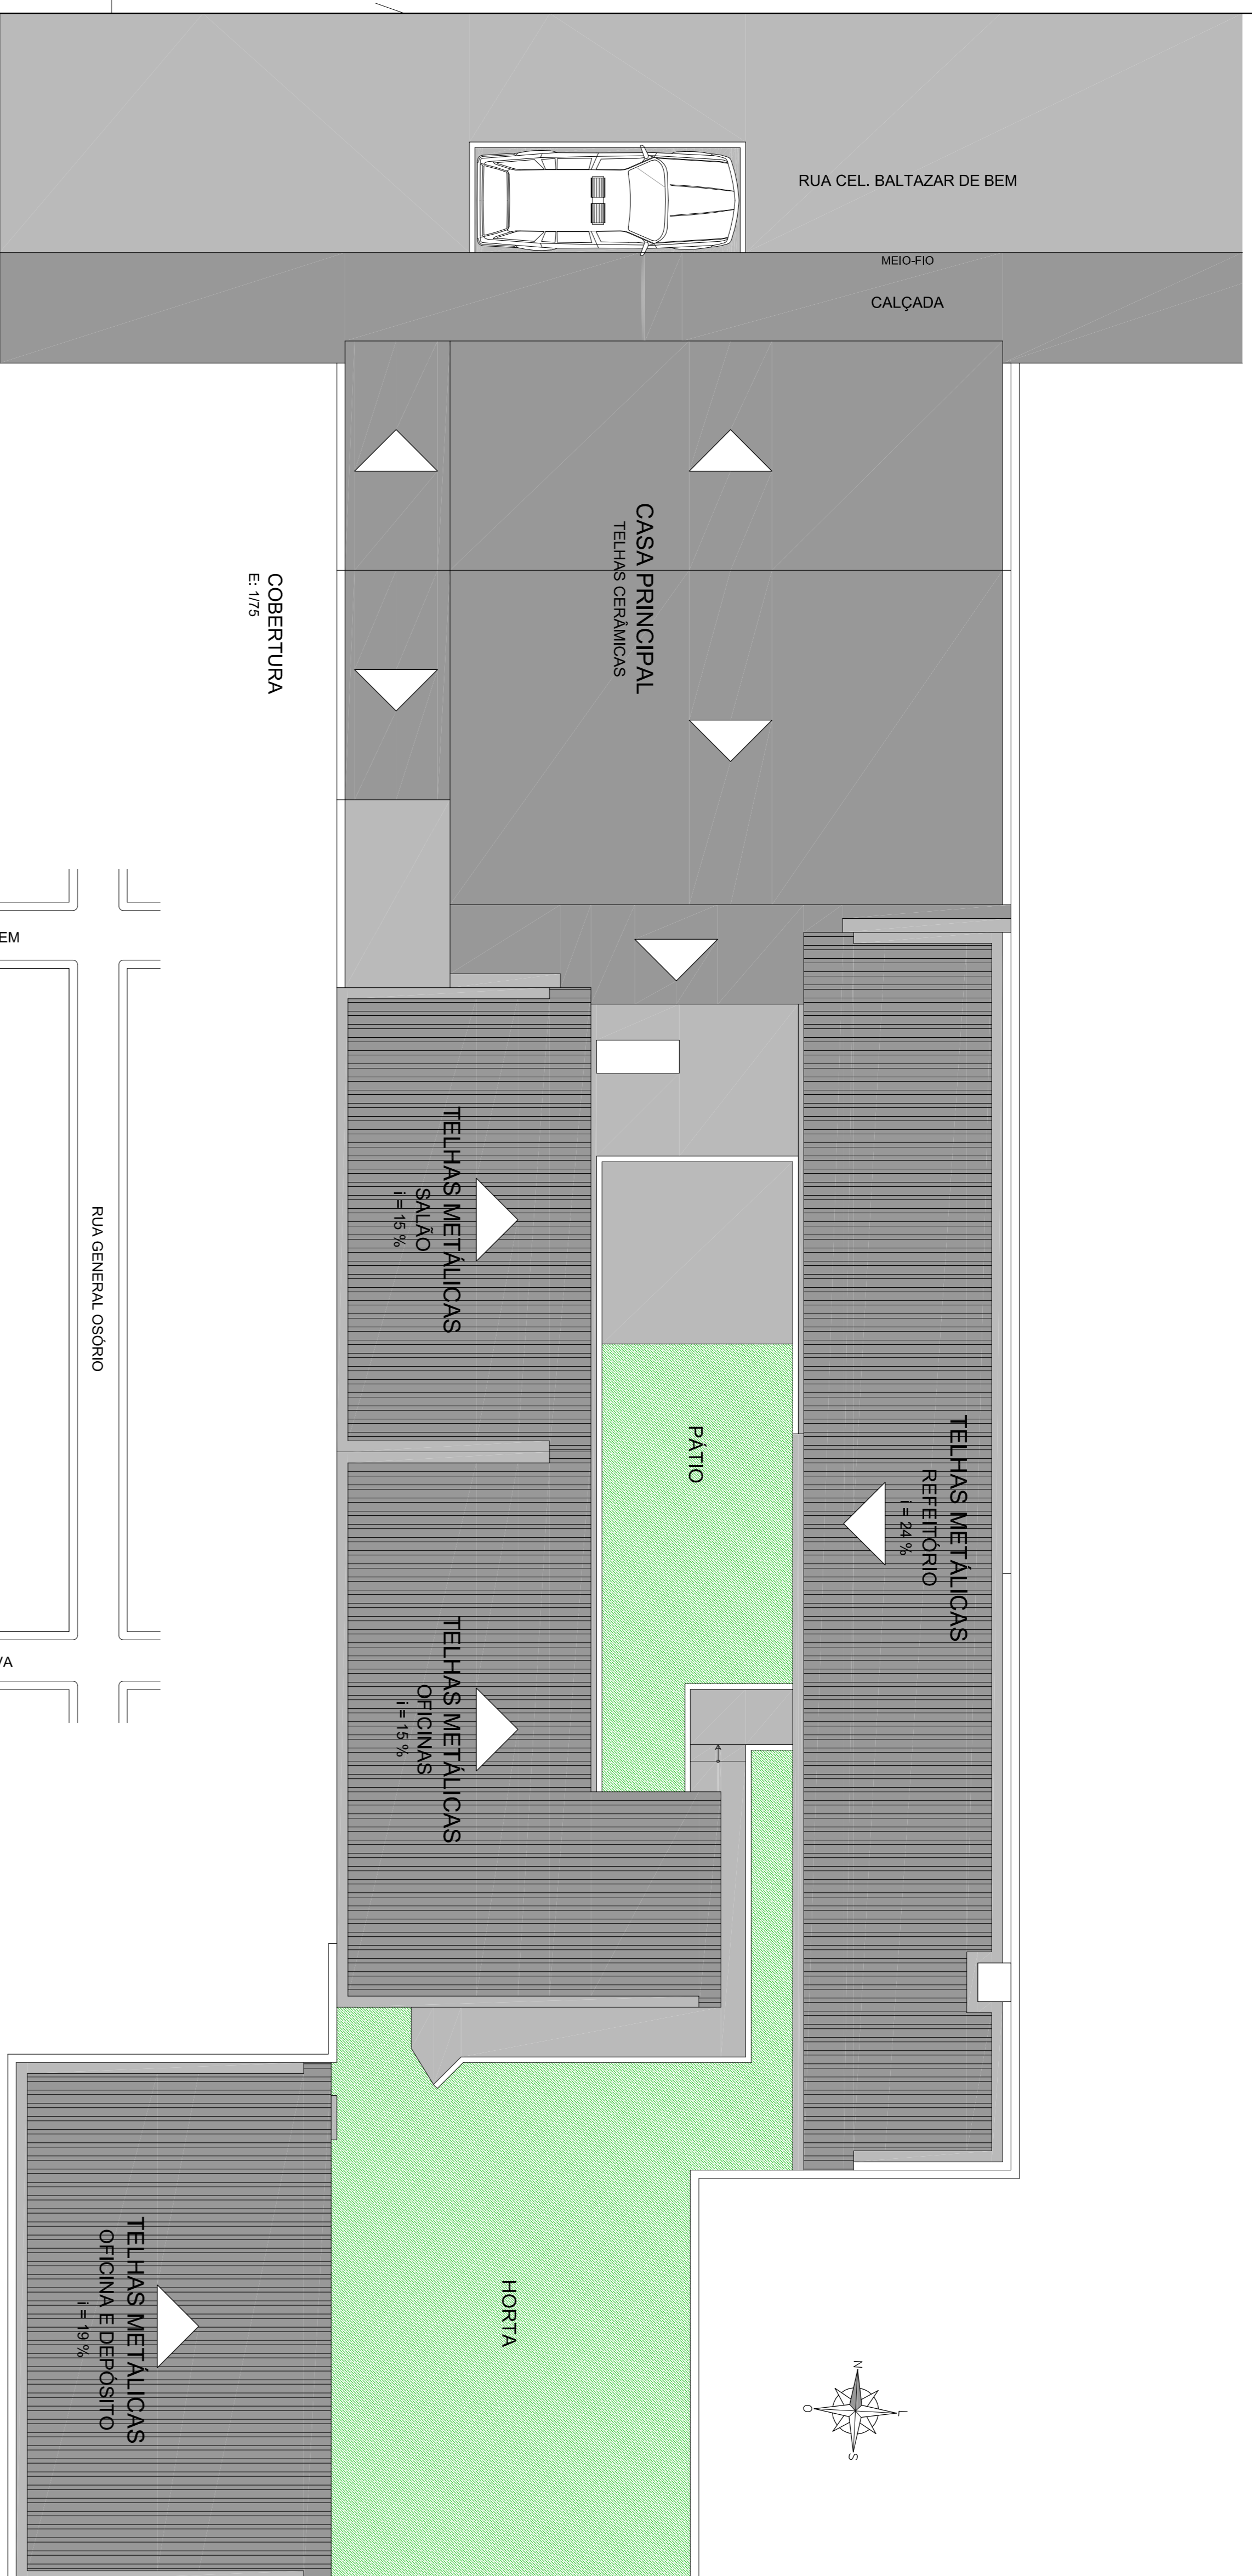 RUA CEL. BALTAZAR DE BEM
MEIO-FIO
CALÇADA
CASA PRINCIPAL
TELHAS CERÂMICAS
COBERTURA
E: 1/75
EM
RUA GENERAL OSÓRIO
VA
TELHAS METÁLICAS
SALÃO
i = 15 %
PÁTIO
TELHAS METÁLICAS
REFEITÓRIO
i = 24 %
TELHAS METÁLICAS
OFICINAS
i = 15 %
TELHAS METÁLICAS
OFICINA E DEPÓSITO
i = 19 %
HORTA
N
O
L
S